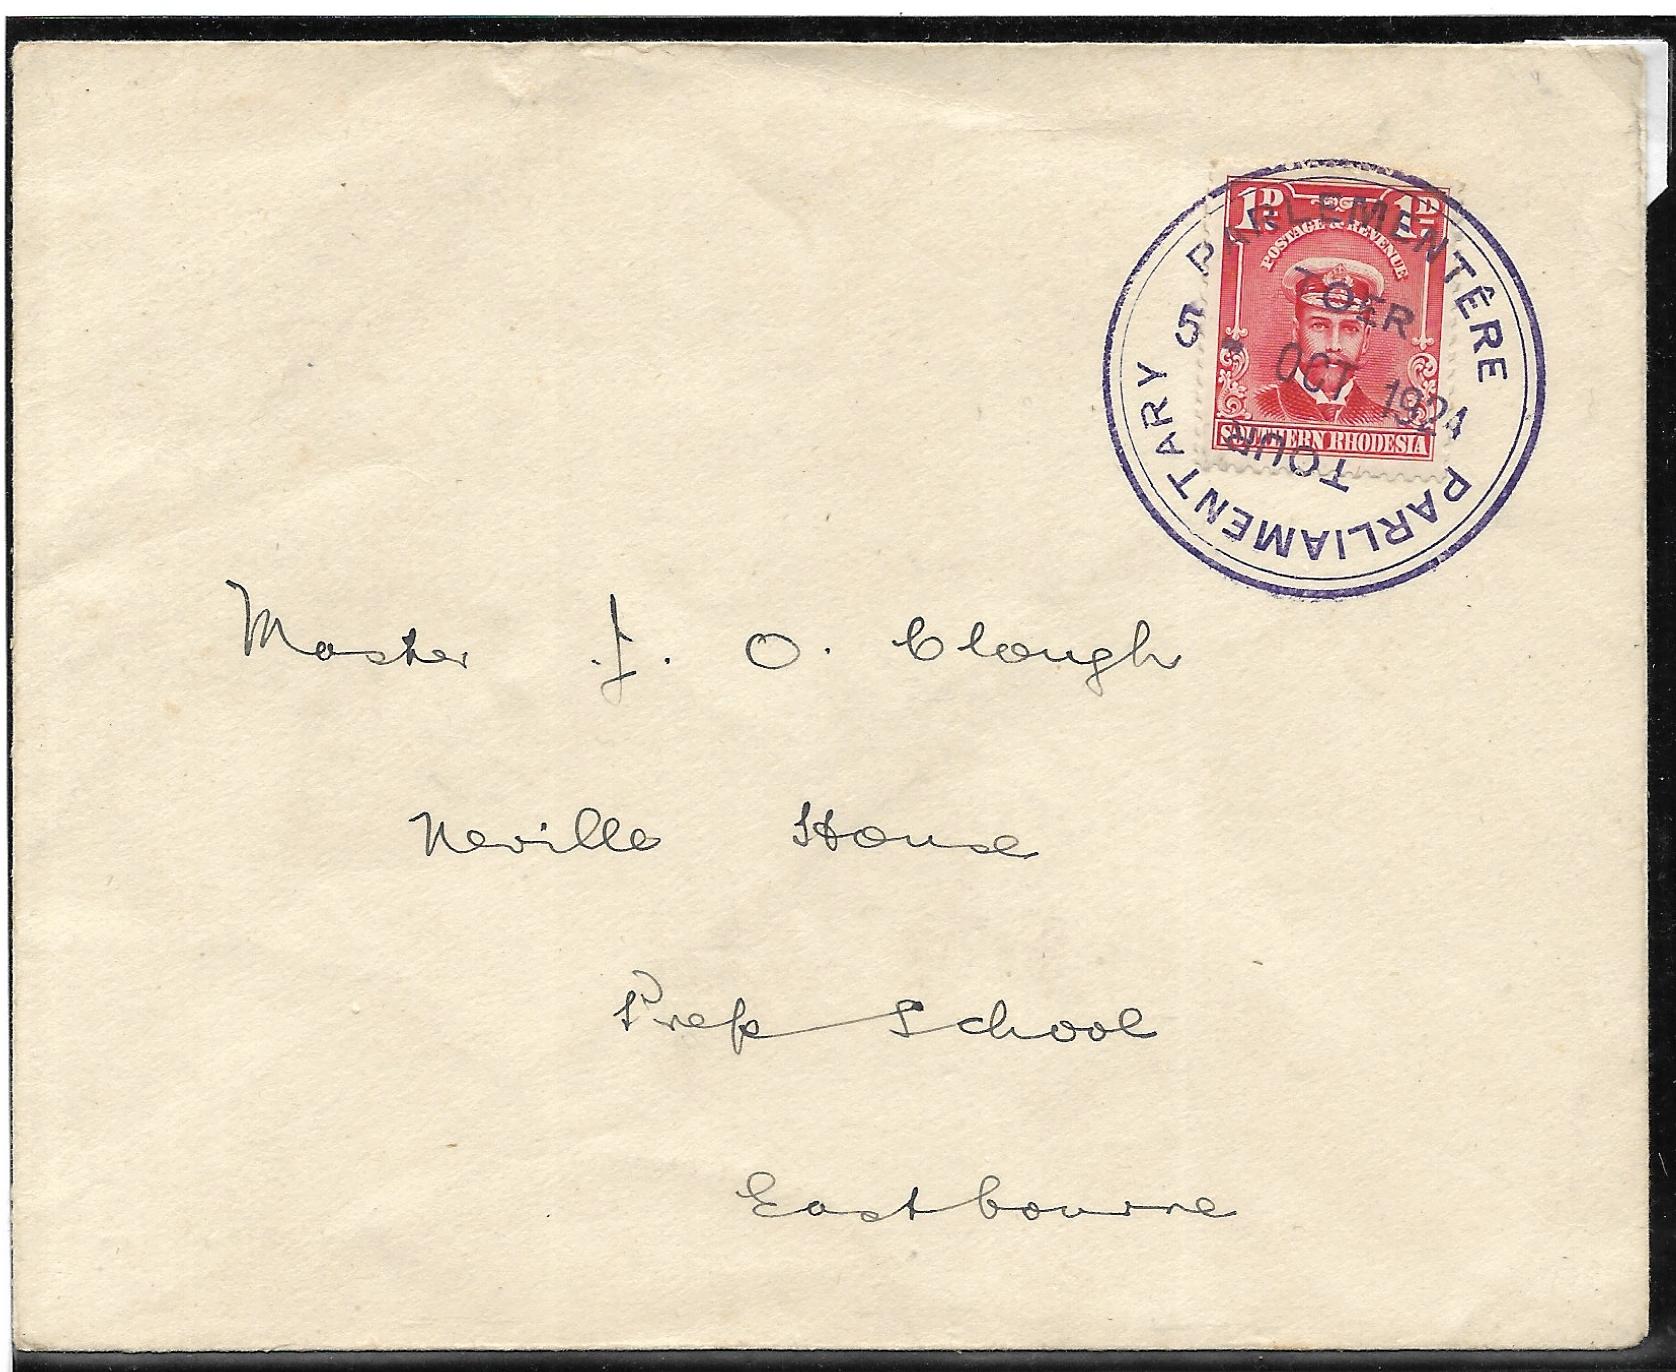 1D 1D
POSTAGE & REVENUE
SOUTHERN RHODESIA
PARLEMENTÊRE
TOER
5 OCT 1924
PARLIAMENTARY
TOUR
Master J. O. Clough
Neville House
Prep School
Eastbourne